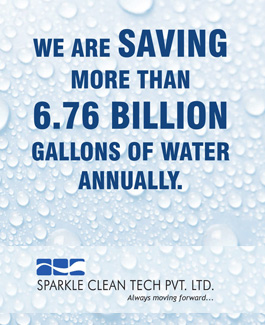 WE ARE SAVING
MORE THAN
6.76 BILLION
GALLONS OF WATER
ANNUALLY.
SPARKLE CLEAN TECH PVT. LTD.
Always moving forward...